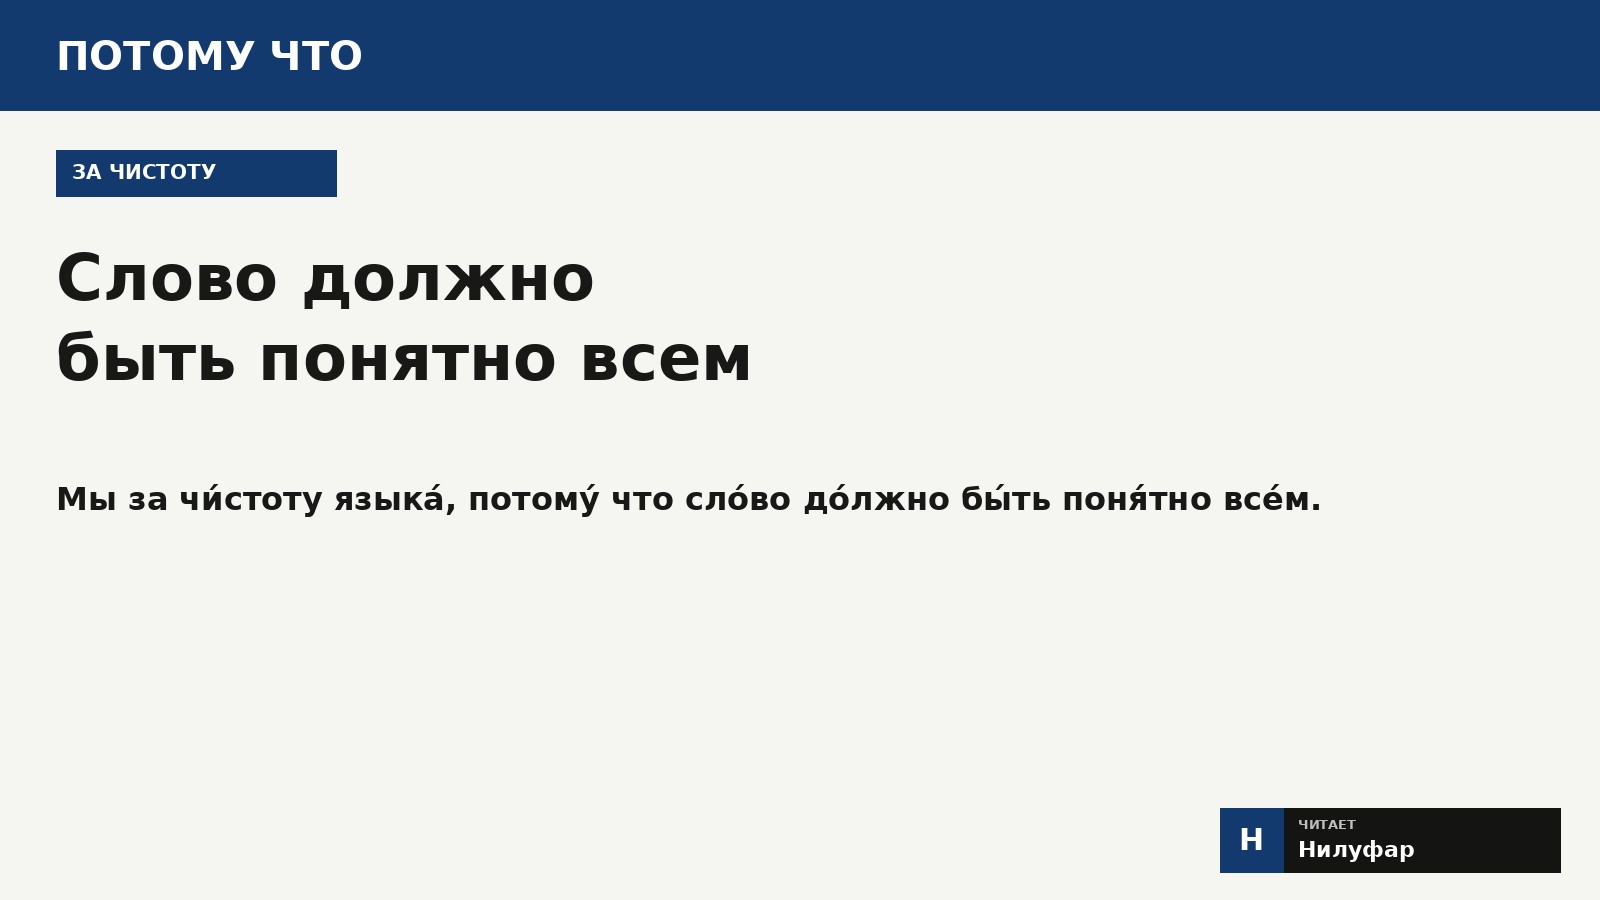 ПОТОМУ ЧТО
ЗА ЧИСТОТУ
Слово должно
быть понятно всем
Мы за чи́стоту языка́, потому́ что сло́во до́лжно бы́ть поня́тно все́м.
Н
ЧИТАЕТ
Нилуфар